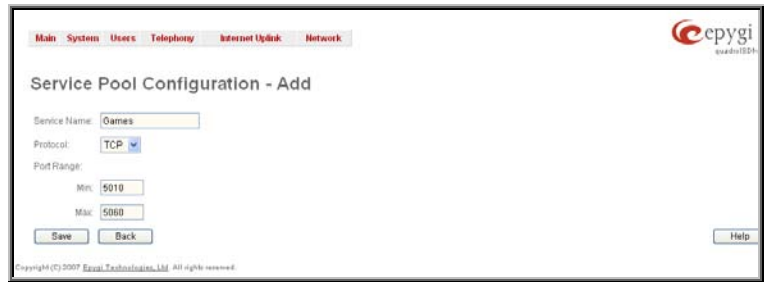 Main System Users Telephony Internet Uplink Network
epygi
quadroISDN
Service Pool Configuration - Add
Service Name: Games
Protocol: TCP
Port Range:
Min: 5010
Max: 5060
Save Back Help
Copyright (C) 2007 Epygi Technologies, Ltd. All rights reserved.